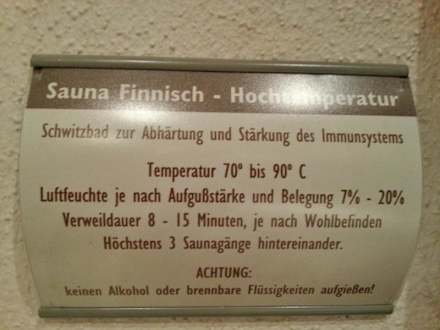 Sauna Finnisch - Hochtemperatur
Schwitzbad zur Abhärtung und Stärkung des Immunsystems
Temperatur 70° bis 90° C
Luftfeuchte je nach Aufgußstärke und Belegung 7% - 20%
Verweildauer 8 - 15 Minuten, je nach Wohlbefinden
Höchstens 3 Saunagänge hintereinander.
ACHTUNG:
keinen Alkohol oder brennbare Flüssigkeiten aufgießen!